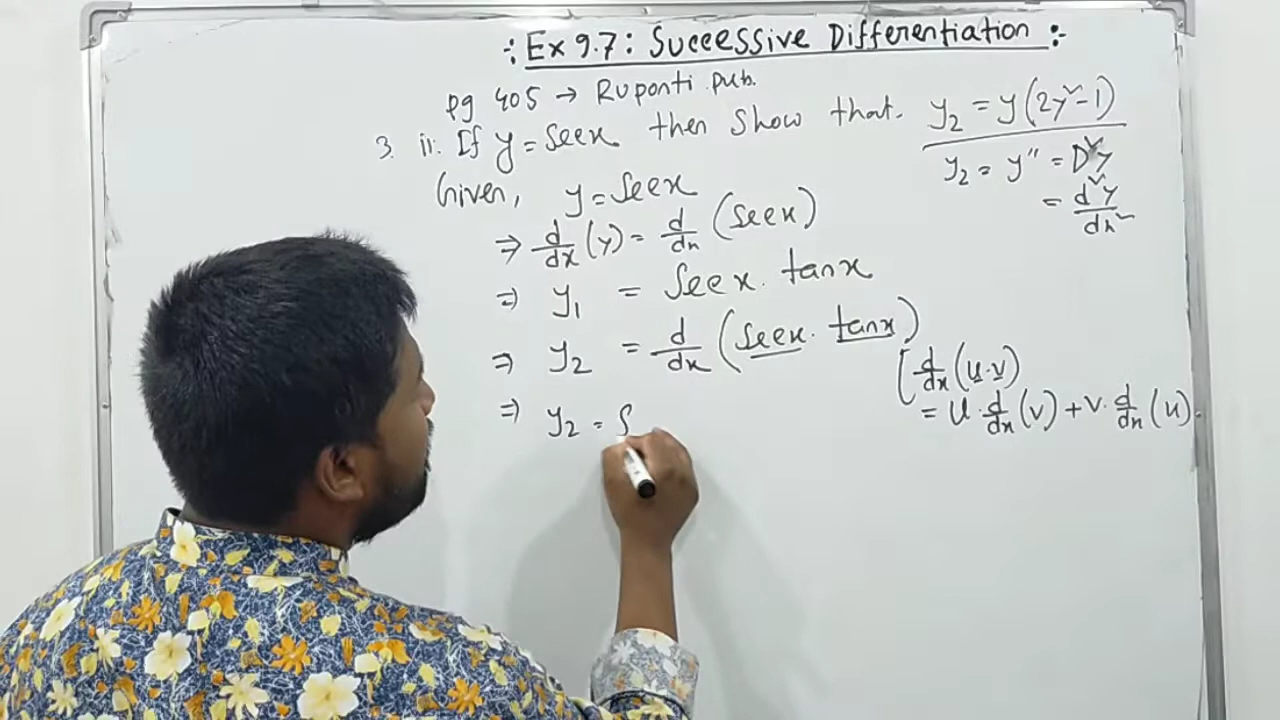 : Ex 9.7 : Successive Differentiation :
pg 405 → Ruponti pub.
3. ii. If y = Secx then Show that. y₂ = y(2y²-1)
y₂ = y'' = D²y
= d²y/dx²
Given, y = Secx
⇒ d/dx (y) = d/dx (Secx)
⇒ y₁ = Secx. tanx
⇒ y₂ = d/dx (Secx. tanx)
[d/dx (u.v)
= u. d/dx (v) + v. d/dx (u).
⇒ y₂ = S